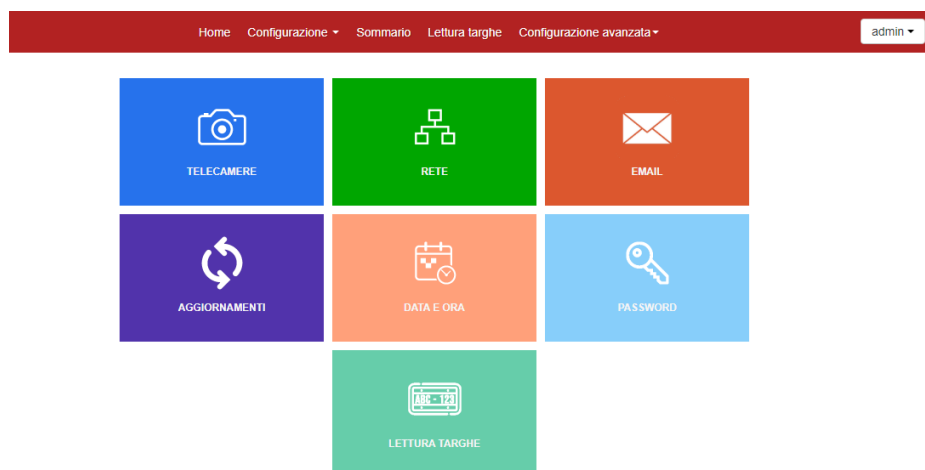 Home Configurazione Sommario Lettura targhe Configurazione avanzata admin
TELECAMERE RETE EMAIL
AGGIORNAMENTI DATA E ORA PASSWORD
ABC - 123
LETTURA TARGHE